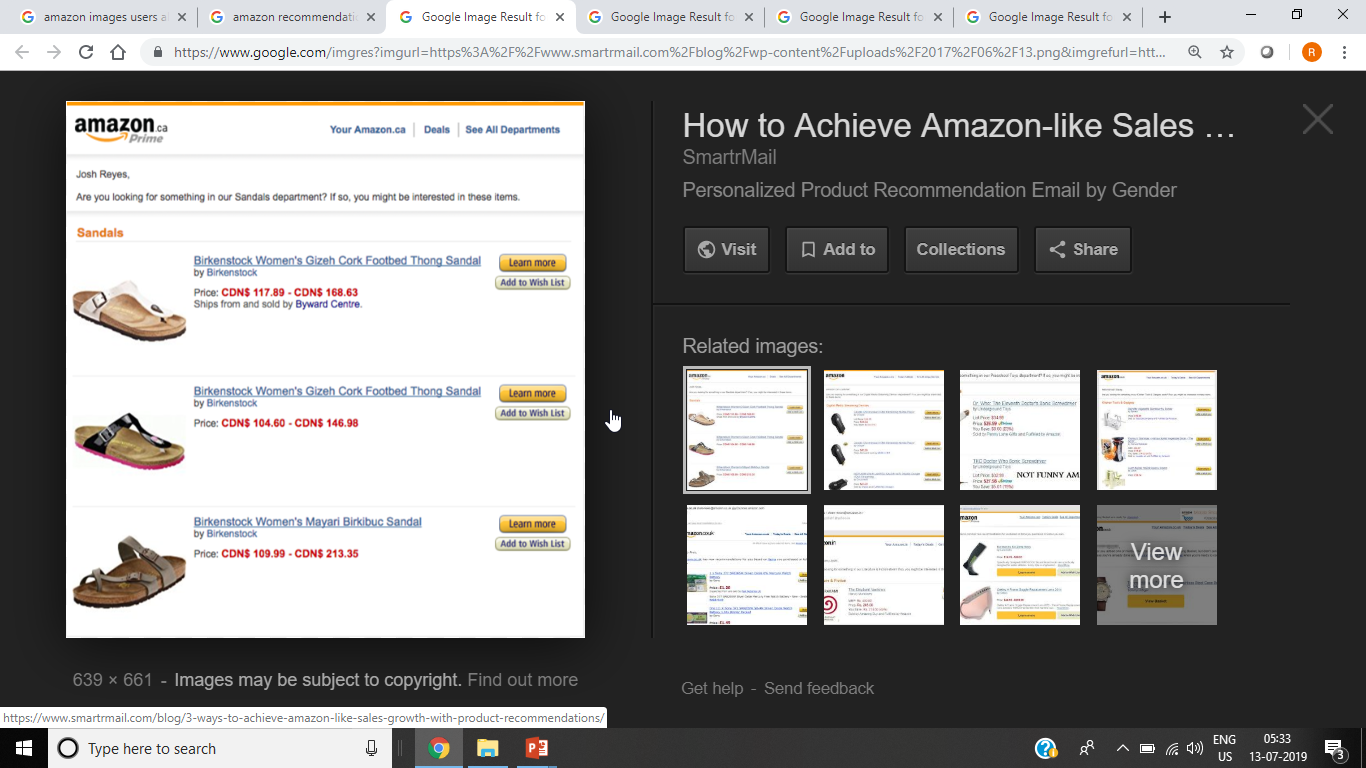 amazon images users al
amazon recommendatio
Google Image Result fo
Google Image Result fo
Google Image Result fo
Google Image Result fo
https://www.google.com/imgres?imgurl=https%3A%2F%2Fwww.smartrmail.com%2Fblog%2Fwp-content%2Fuploads%2F2017%2F06%2F13.png&imgrefurl=htt...
R
amazon.ca
Prime
Your Amazon.ca
Deals
See All Departments
Josh Reyes,
Are you looking for something in our Sandals department? If so, you might be interested in these items.
Sandals
Birkenstock Women's Gizeh Cork Footbed Thong Sandal
by Birkenstock
Price: CDN$ 117.89 - CDN$ 168.63
Ships from and sold by Byward Centre.
Learn more
Add to Wish List
Birkenstock Women's Gizeh Cork Footbed Thong Sandal
by Birkenstock
Price: CDN$ 104.60 - CDN$ 146.98
Learn more
Add to Wish List
Birkenstock Women's Mayari Birkibuc Sandal
by Birkenstock
Price: CDN$ 109.99 - CDN$ 213.35
Learn more
Add to Wish List
639 × 661 - Images may be subject to copyright. Find out more
How to Achieve Amazon-like Sales …
SmartrMail
Personalized Product Recommendation Email by Gender
Visit
Add to
Collections
Share
Related images:
NOT FUNNY AM
View
more
Get help - Send feedback
https://www.smartrmail.com/blog/3-ways-to-achieve-amazon-like-sales-growth-with-product-recommendations/
Type here to search
ENG
US
05:33
13-07-2019
3